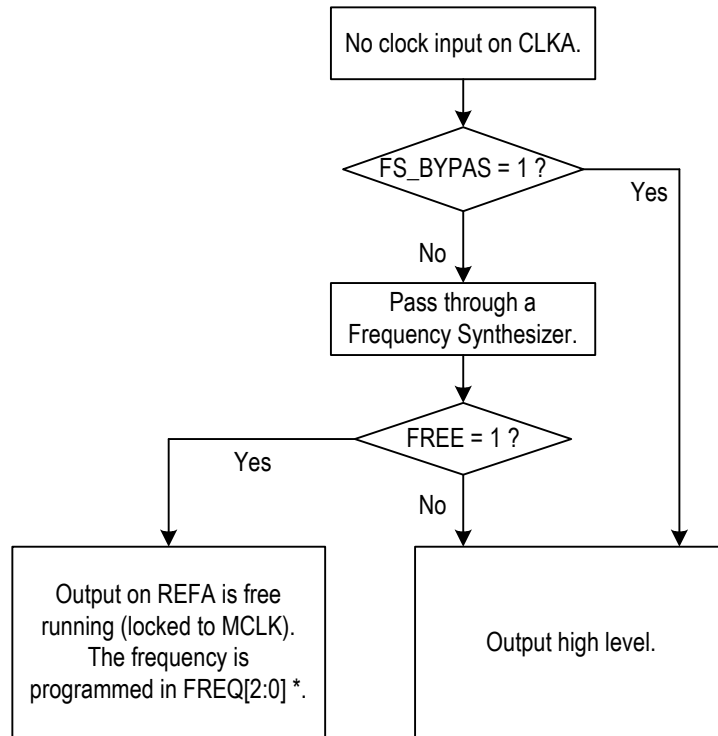 No clock input on CLKA.
FS_BYPAS = 1 ?
Yes
No
Pass through a
Frequency Synthesizer.
FREE = 1 ?
Yes
No
Output on REFA is free
running (locked to MCLK).
The frequency is
programmed in FREQ[2:0] *.
Output high level.